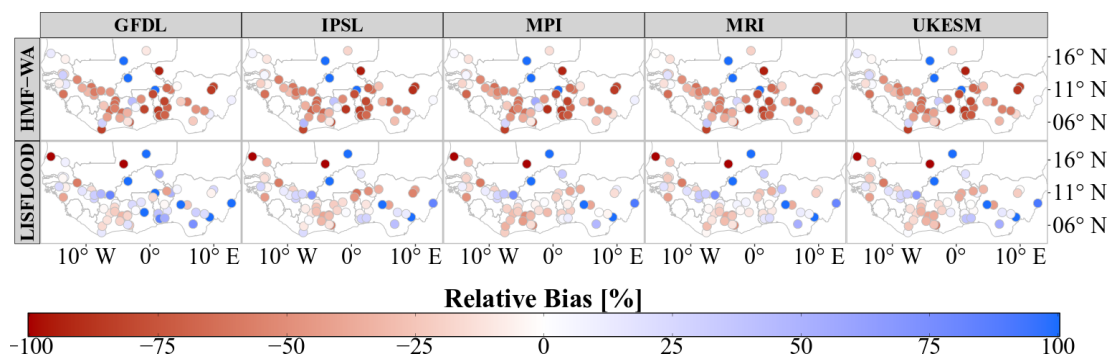 GFDL IPSL MPI MRI UKESM
HMF−WA
16° N
11° N
06° N
LISFLOOD
16° N
11° N
06° N
10° W 0° 10° E 10° W 0° 10° E 10° W 0° 10° E 10° W 0° 10° E 10° W 0° 10° E
Relative Bias [%]
−100 −75 −50 −25 0 25 50 75 100